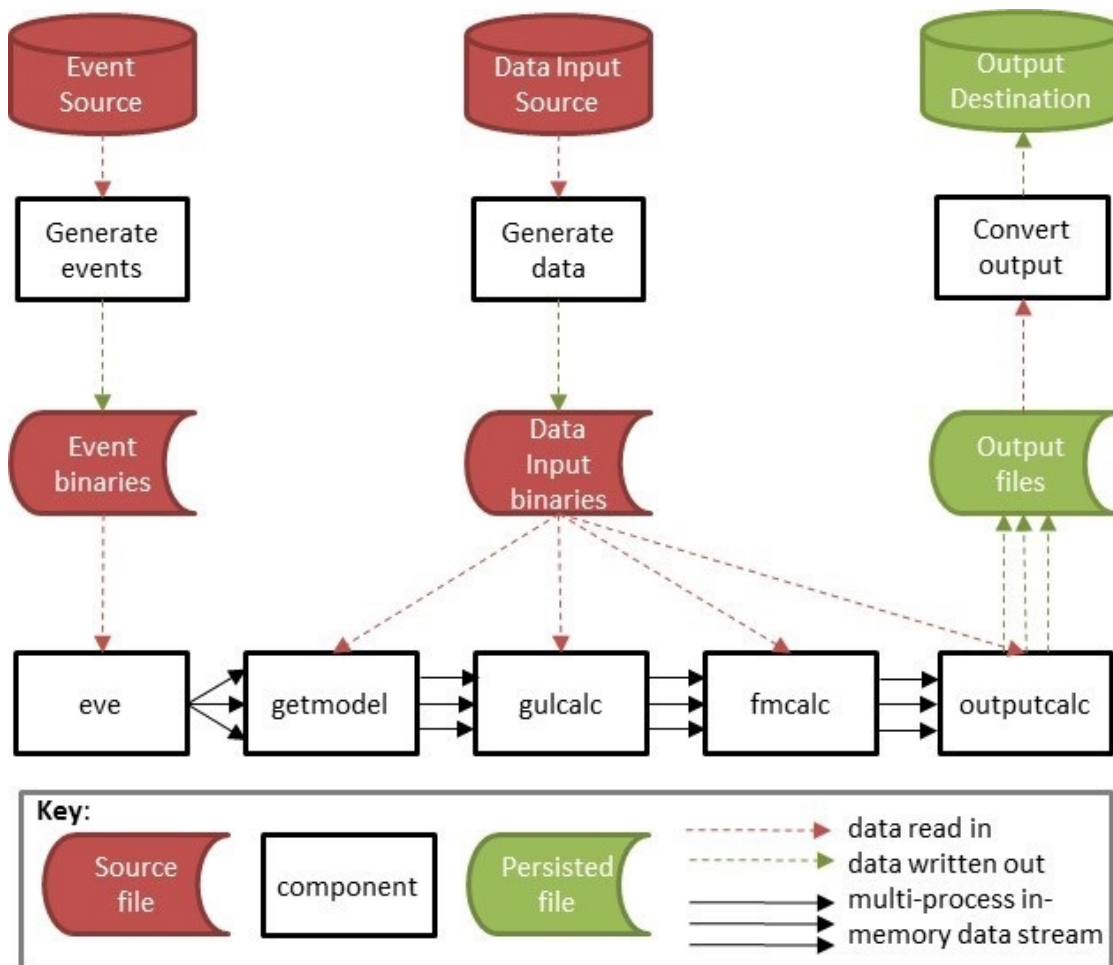 Event
Source
Data Input
Source
Output
Destination
Generate
events
Generate
data
Convert
output
Event
binaries
Data
Input
binaries
Output
files
eve
getmodel
gulcalc
fmcalc
outputcalc
Key:
Source
file
component
Persisted
file
data read in
data written out
multi-process in-
memory data stream